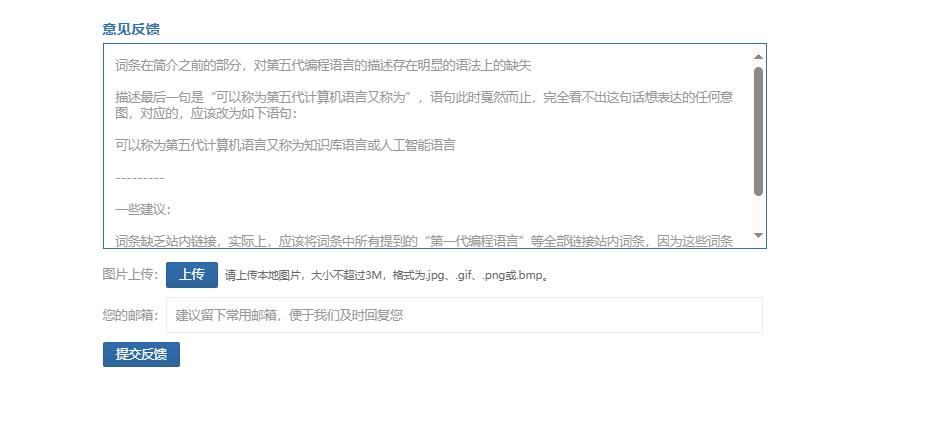 意见反馈
词条在简介之前的部分，对第五代编程语言的描述存在明显的语法上的缺失
描述最后一句是“可以称为第五代计算机语言又称为”，语句此时戛然而止，完全看不出这句话想表达的任何意
图，对应的，应该改为如下语句：
可以称为第五代计算机语言又称为知识库语言或人工智能语言
---------
一些建议：
词条缺乏站内链接，实际上，应该将词条中所有提到的“第一代编程语言”等全部链接站内词条，因为这些词条
图片上传： 上传 请上传本地图片，大小不超过3M，格式为.jpg、.gif、.png或.bmp。
您的邮箱： 建议留下常用邮箱，便于我们及时回复您
提交反馈